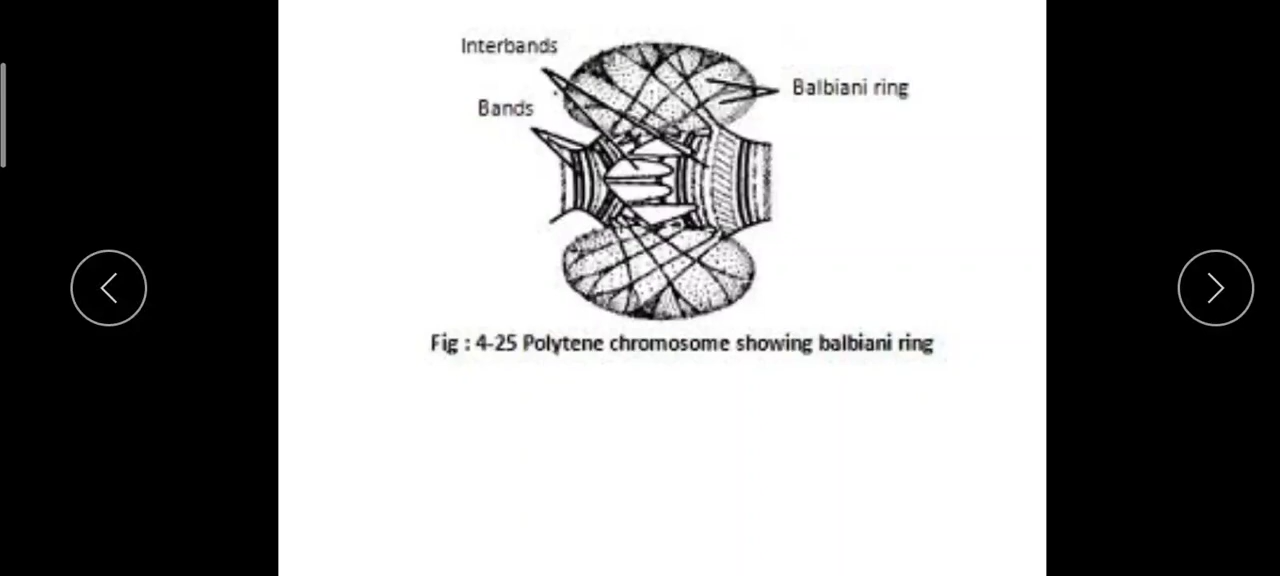 Interbands
Bands
Balbiani ring
Fig : 4-25 Polytene chromosome showing balbiani ring